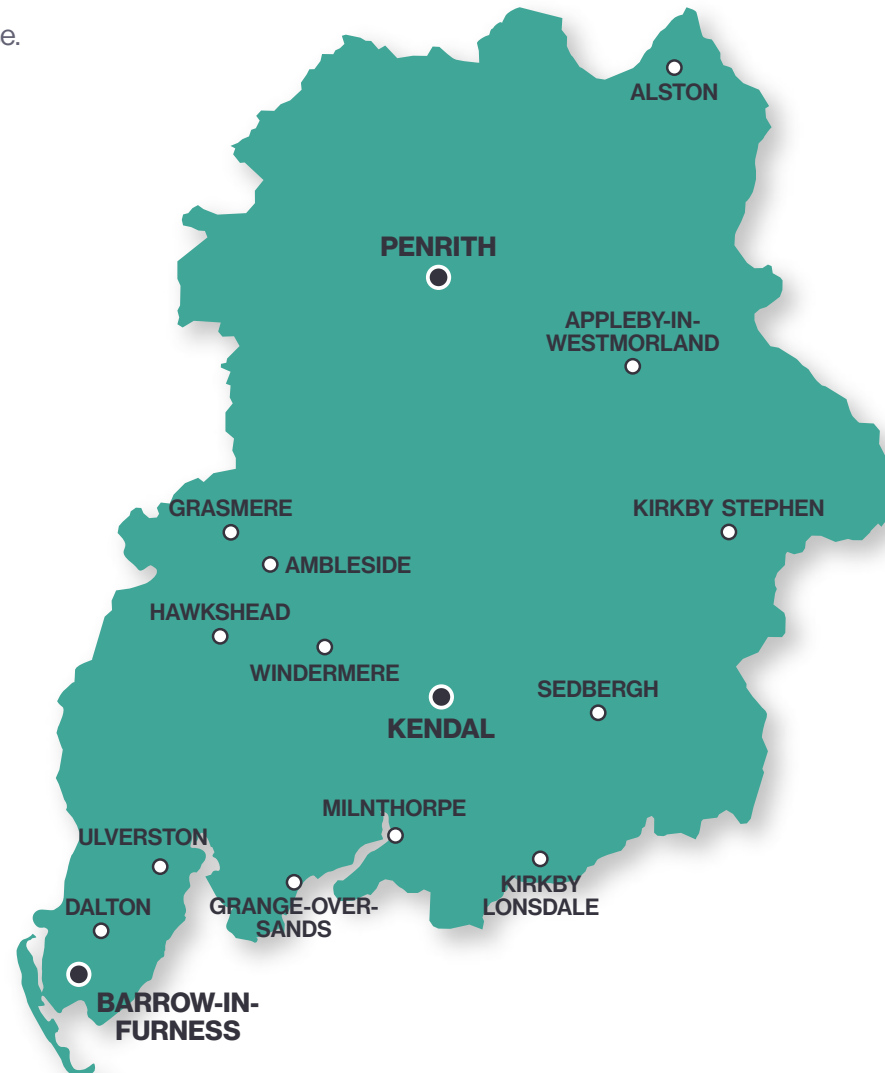 e.
ALSTON
PENRITH
APPLEBY-IN-
WESTMORLAND
GRASMERE
KIRKBY STEPHEN
AMBLESIDE
HAWKSHEAD
WINDERMERE
SEDBERGH
KENDAL
MILNTHORPE
ULVERSTON
KIRKBY
LONSDALE
DALTON
GRANGE-OVER-
SANDS
BARROW-IN-
FURNESS